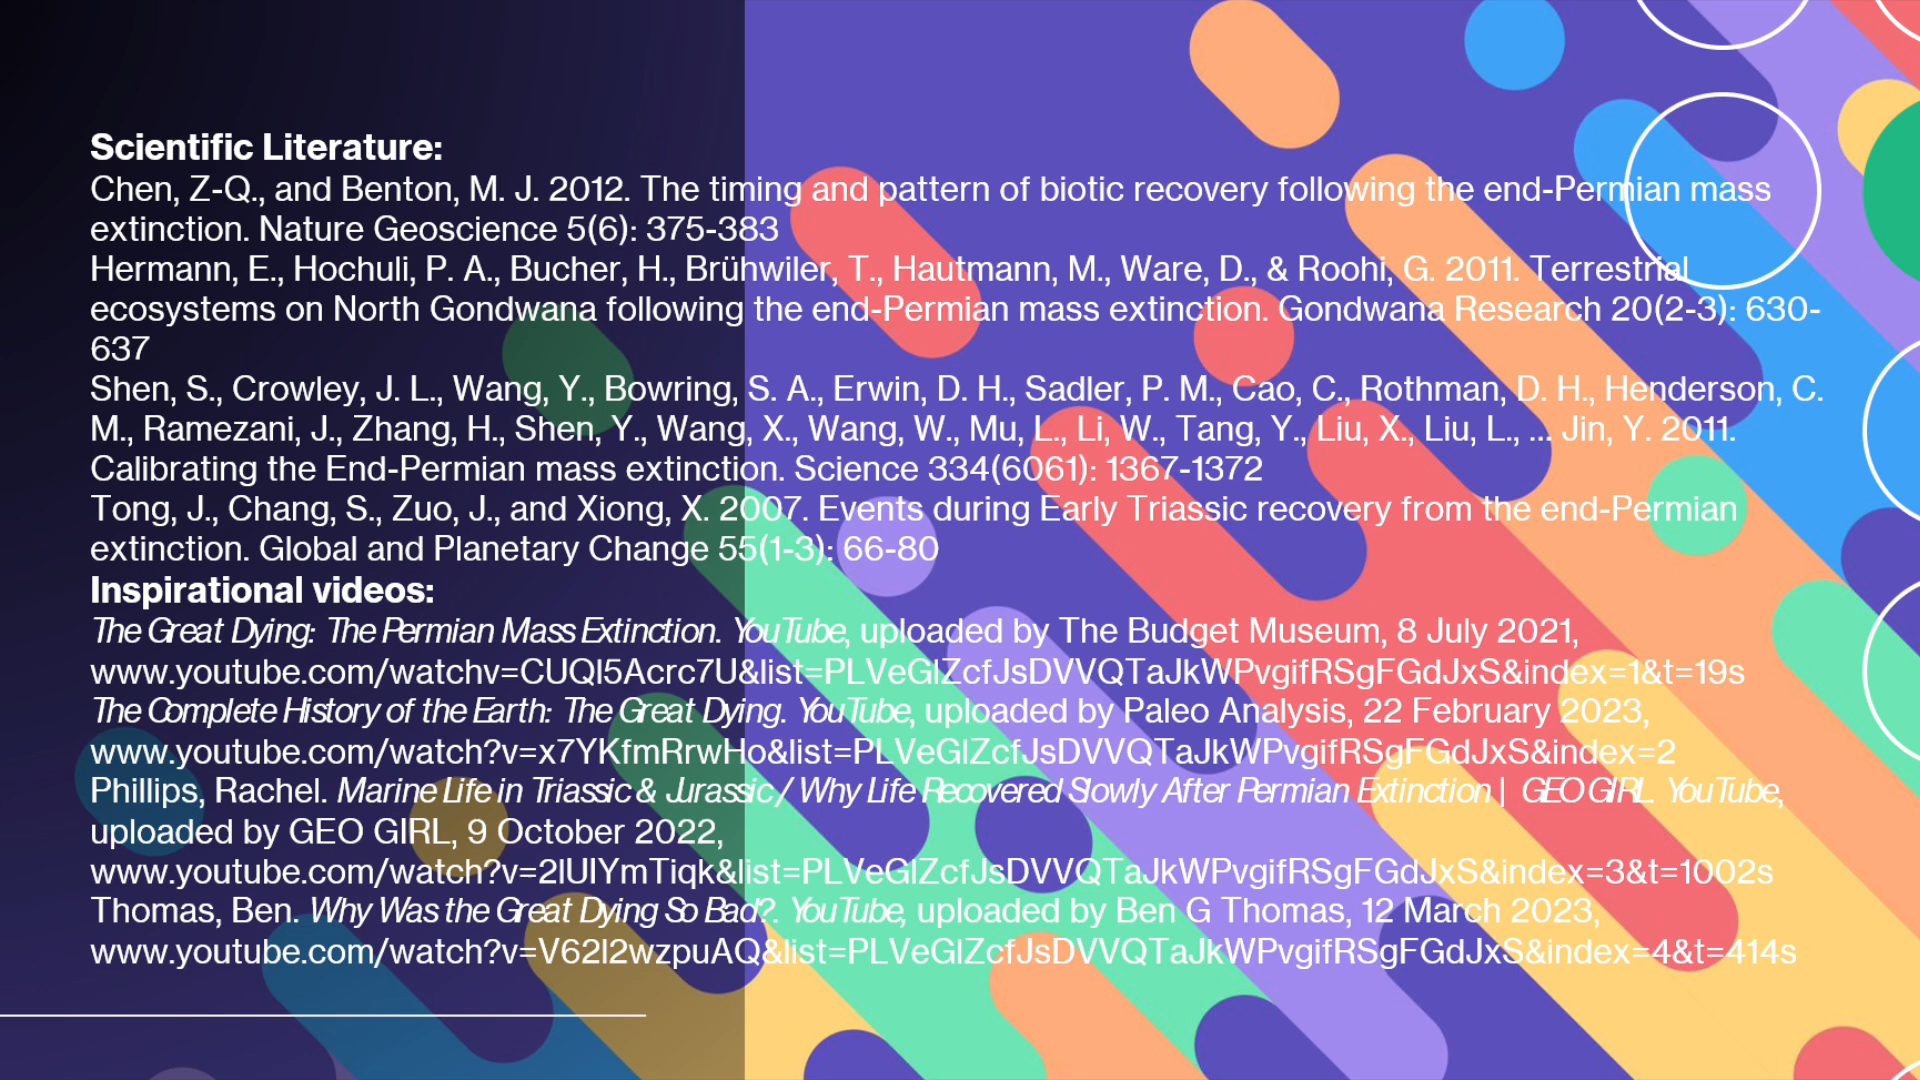 Scientific Literature:
Chen, Z-Q., and Benton, M. J. 2012. The timing and pattern of biotic recovery following the end-Permian mass
extinction. Nature Geoscience 5(6): 375-383
Hermann, E., Hochuli, P. A., Bucher, H., Brühwiler, T., Hautmann, M., Ware, D., & Roohi, G. 2011. Terrestrial
ecosystems on North Gondwana following the end-Permian mass extinction. Gondwana Research 20(2-3): 630-
637
Shen, S., Crowley, J. L., Wang, Y., Bowring, S. A., Erwin, D. H., Sadler, P. M., Cao, C., Rothman, D. H., Henderson, C.
M., Ramezani, J., Zhang, H., Shen, Y., Wang, X., Wang, W., Mu, L., Li, W., Tang, Y., Liu, X., Liu, L., ... Jin, Y. 2011.
Calibrating the End-Permian mass extinction. Science 334(6061): 1367-1372
Tong, J., Chang, S., Zuo, J., and Xiong, X. 2007. Events during Early Triassic recovery from the end-Permian
extinction. Global and Planetary Change 55(1-3): 66-80
Inspirational videos:
The Great Dying: The Permian Mass Extinction. YouTube, uploaded by The Budget Museum, 8 July 2021,
www.youtube.com/watchv=CUQI5Acrc7U&list=PLVeGIZcfJsDVVQTaJkWPvgifRSgFGdJxS&index=1&t=19s
The Complete History of the Earth: The Great Dying. YouTube, uploaded by Paleo Analysis, 22 February 2023,
www.youtube.com/watch?v=x7YKfmRrwHo&list=PLVeGIZcfJsDVVQTaJkWPvgifRSgFGdJxS&index=2
Phillips, Rachel. Marine Life in Triassic & Jurassic / Why Life Recovered Slowly After Permian Extinction | GEO GIRL. YouTube,
uploaded by GEO GIRL, 9 October 2022,
www.youtube.com/watch?v=2IUIYmTiqk&list=PLVeGIZcfJsDVVQTaJkWPvgifRSgFGdJxS&index=3&t=1002s
Thomas, Ben. Why Was the Great Dying So Bad?. YouTube, uploaded by Ben G Thomas, 12 March 2023,
www.youtube.com/watch?v=V62I2wzpuAQ&list=PLVeGIZcfJsDVVQTaJkWPvgifRSgFGdJxS&index=4&t=414s